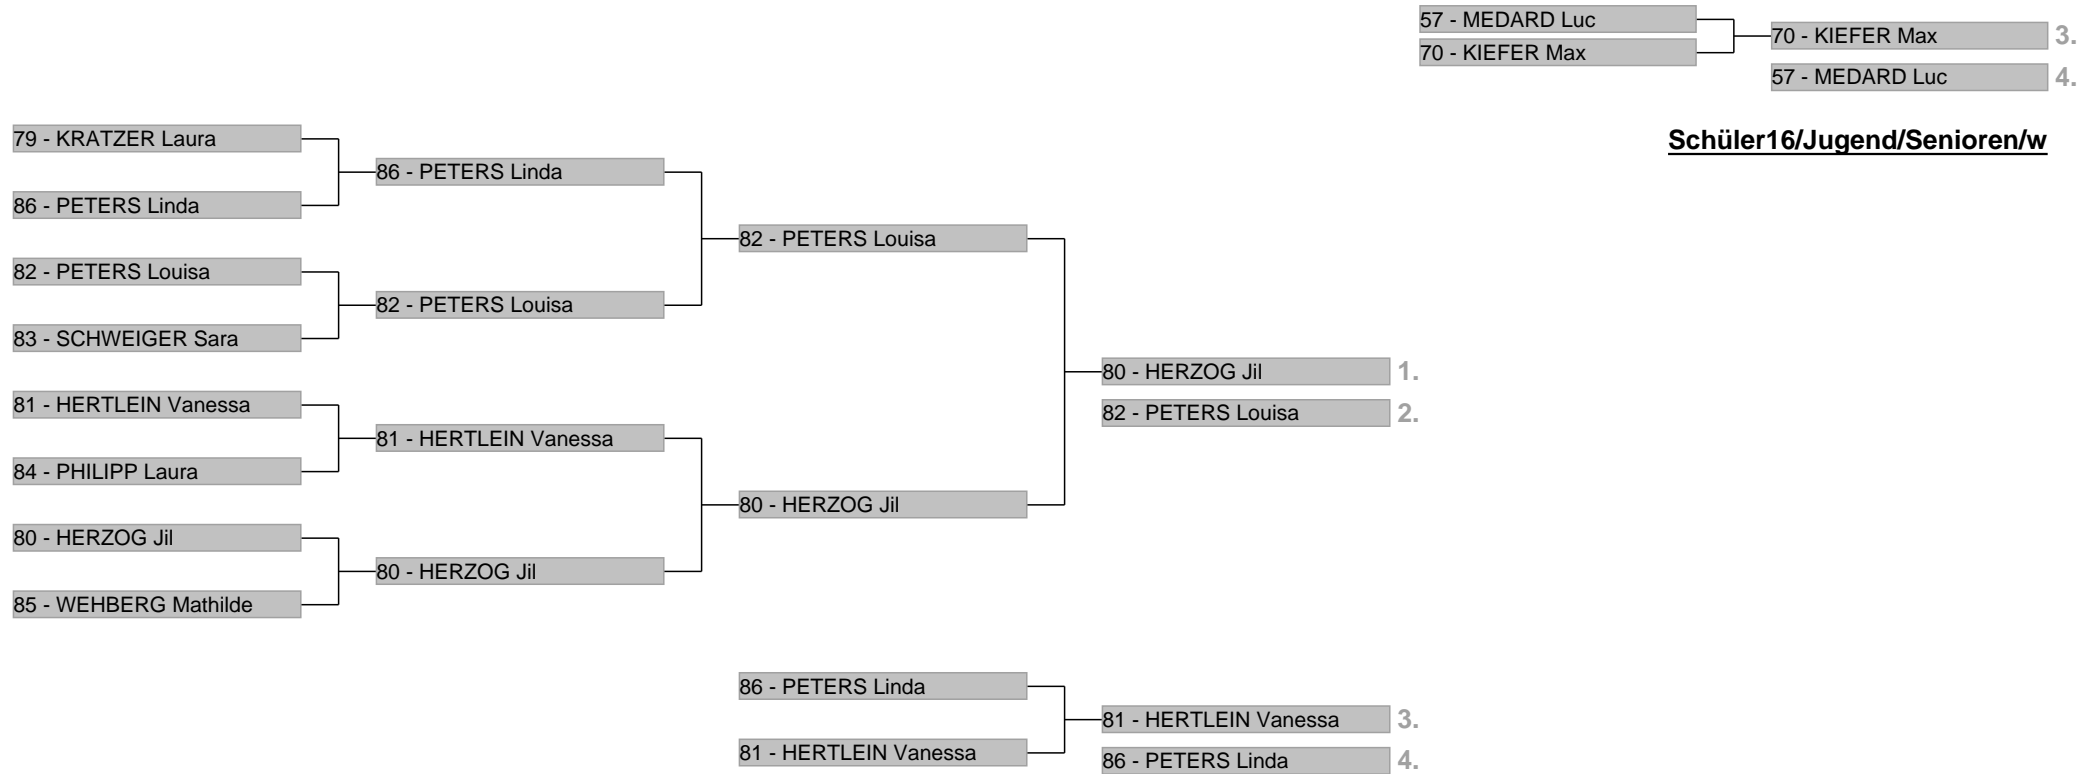 57 - MEDARD Luc
70 - KIEFER Max
70 - KIEFER Max 3.
57 - MEDARD Luc 4.
Schüler16/Jugend/Senioren/w
79 - KRATZER Laura
86 - PETERS Linda
82 - PETERS Louisa
83 - SCHWEIGER Sara
81 - HERTLEIN Vanessa
84 - PHILIPP Laura
80 - HERZOG Jil
85 - WEHBERG Mathilde
86 - PETERS Linda
82 - PETERS Louisa
81 - HERTLEIN Vanessa
80 - HERZOG Jil
82 - PETERS Louisa
80 - HERZOG Jil
80 - HERZOG Jil 1.
82 - PETERS Louisa 2.
86 - PETERS Linda
81 - HERTLEIN Vanessa
81 - HERTLEIN Vanessa 3.
86 - PETERS Linda 4.